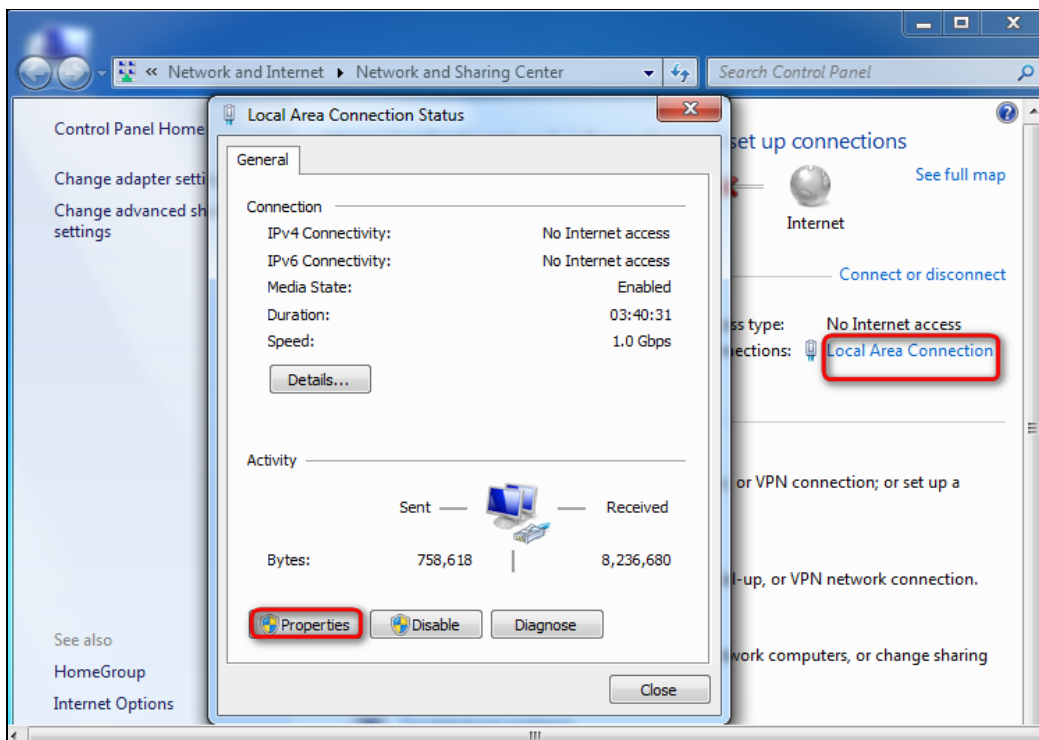 « Network and Internet ▸ Network and Sharing Center
Search Control Panel
Control Panel Home
Change adapter setti
Change advanced sh
settings
See also
HomeGroup
Internet Options
Local Area Connection Status
General
Connection
IPv4 Connectivity: No Internet access
IPv6 Connectivity: No Internet access
Media State: Enabled
Duration: 03:40:31
Speed: 1.0 Gbps
Details...
Activity
Sent Received
Bytes: 758,618 8,236,680
Properties Disable Diagnose
Close
set up connections
See full map
Internet
Connect or disconnect
ss type: No Internet access
nections: Local Area Connection
or VPN connection; or set up a
l-up, or VPN network connection.
work computers, or change sharing